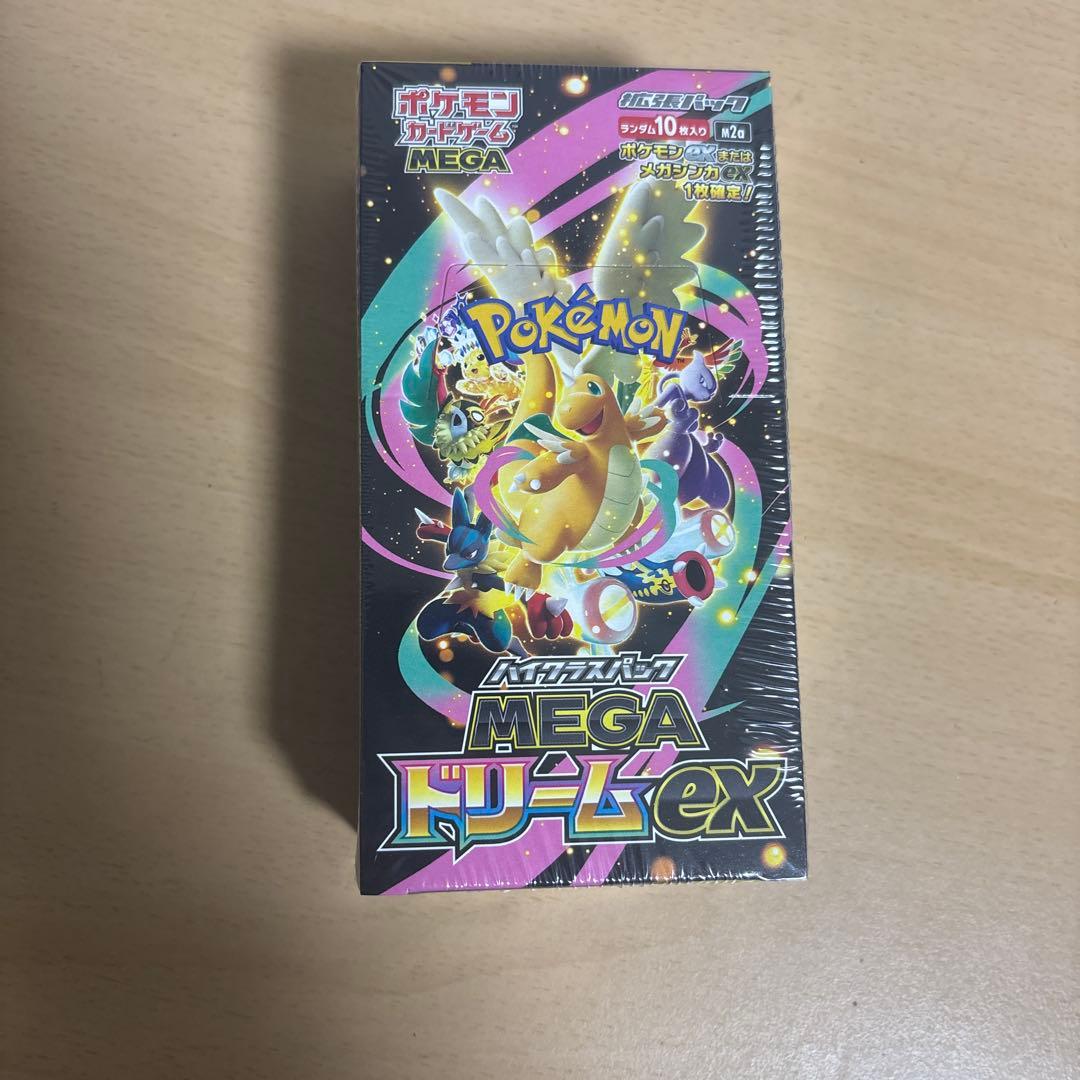 ポケモン
カードゲーム
MEGA
拡張パック
ランダム10枚入り M2a
ポケモンexまたは
メガシンカex
1枚確定!
POKéMON
TM
ハイクラスパック
MEGA
ドリームex